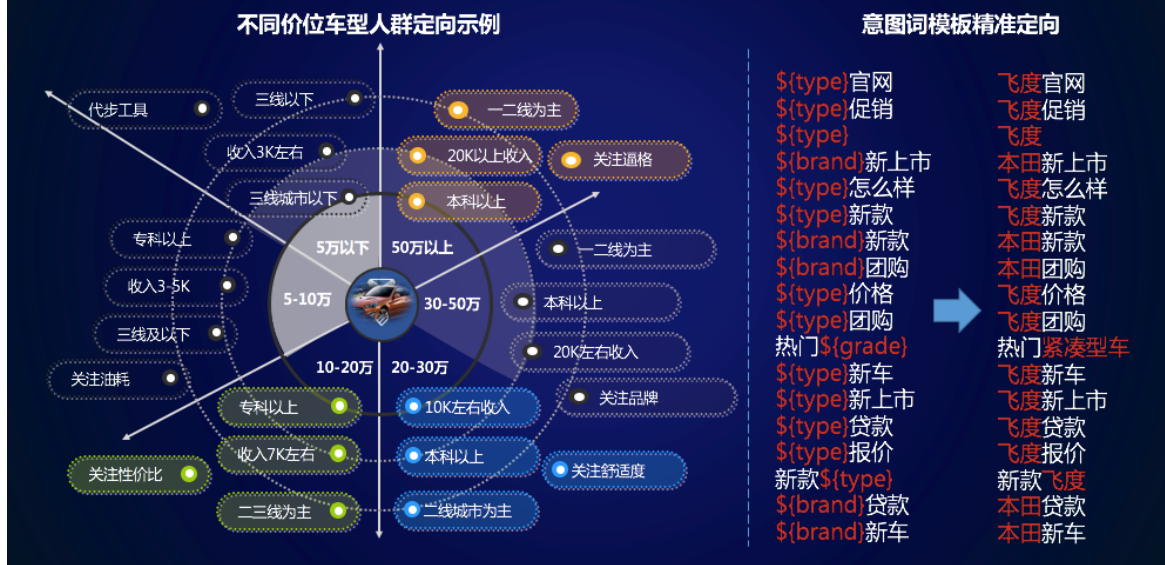 不同价位车型人群定向示例
代步工具
三线以下
收入3K左右
三线城市以下
一二线为主
20K以上收入
关注逼格
本科以上
专科以上
收入3-5K
三线及以下
关注油耗
一二线为主
本科以上
20K左右收入
关注品牌
5万以下
50万以上
5-10万
30-50万
10-20万
20-30万
专科以上
收入7K左右
关注性价比
二三线为主
10K左右收入
本科以上
关注舒适度
二线城市为主
意图词模板精准定向
${type}官网
${type}促销
${type}
${brand}新上市
${type}怎么样
${type}新款
${brand}新款
${brand}团购
${type}价格
${type}团购
热门${grade}
${type}新车
${type}新上市
${type}贷款
${type}报价
新款${type}
${brand}贷款
${brand}新车
飞度官网
飞度促销
飞度
本田新上市
飞度怎么样
飞度新款
本田新款
本田团购
飞度价格
飞度团购
热门紧凑型车
飞度新车
飞度新上市
飞度贷款
飞度报价
新款飞度
本田贷款
本田新车